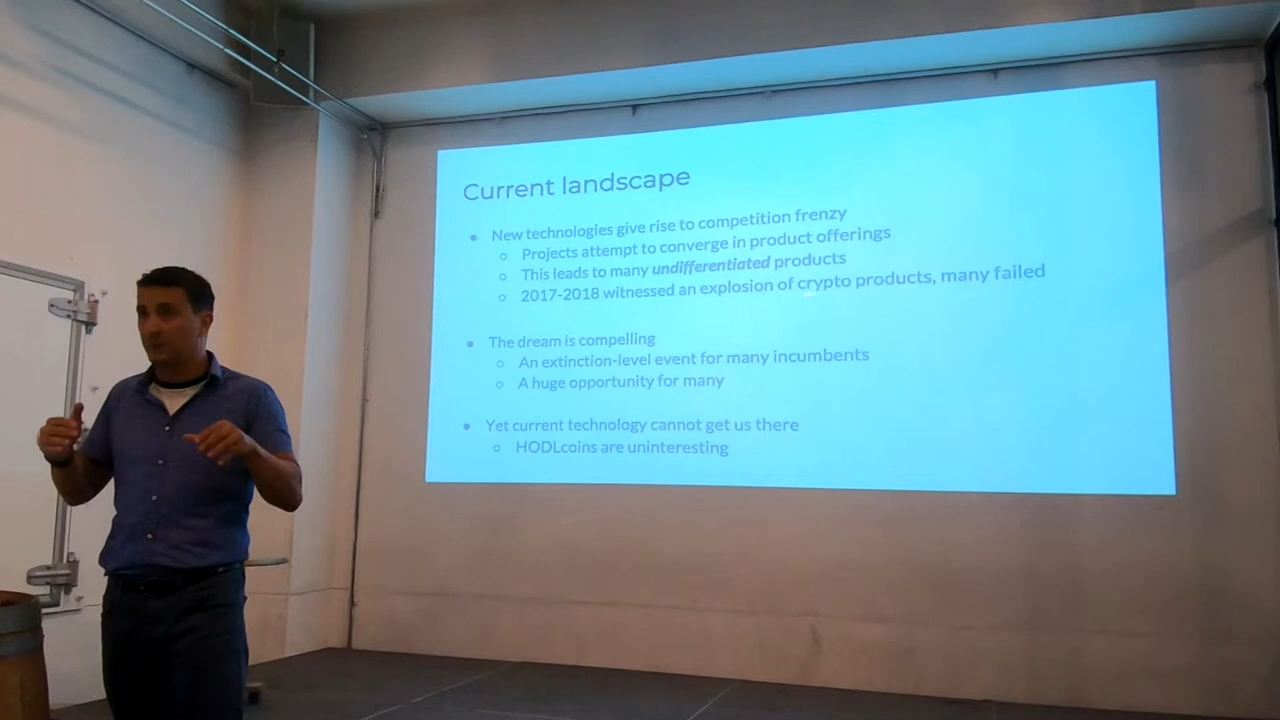 Current landscape
● New technologies give rise to competition frenzy
○ Projects attempt to converge in product offerings
○ This leads to many undifferentiated products
○ 2017-2018 witnessed an explosion of crypto products, many failed
● The dream is compelling
○ An extinction-level event for many incumbents
○ A huge opportunity for many
● Yet current technology cannot get us there
○ HODLcoins are uninteresting